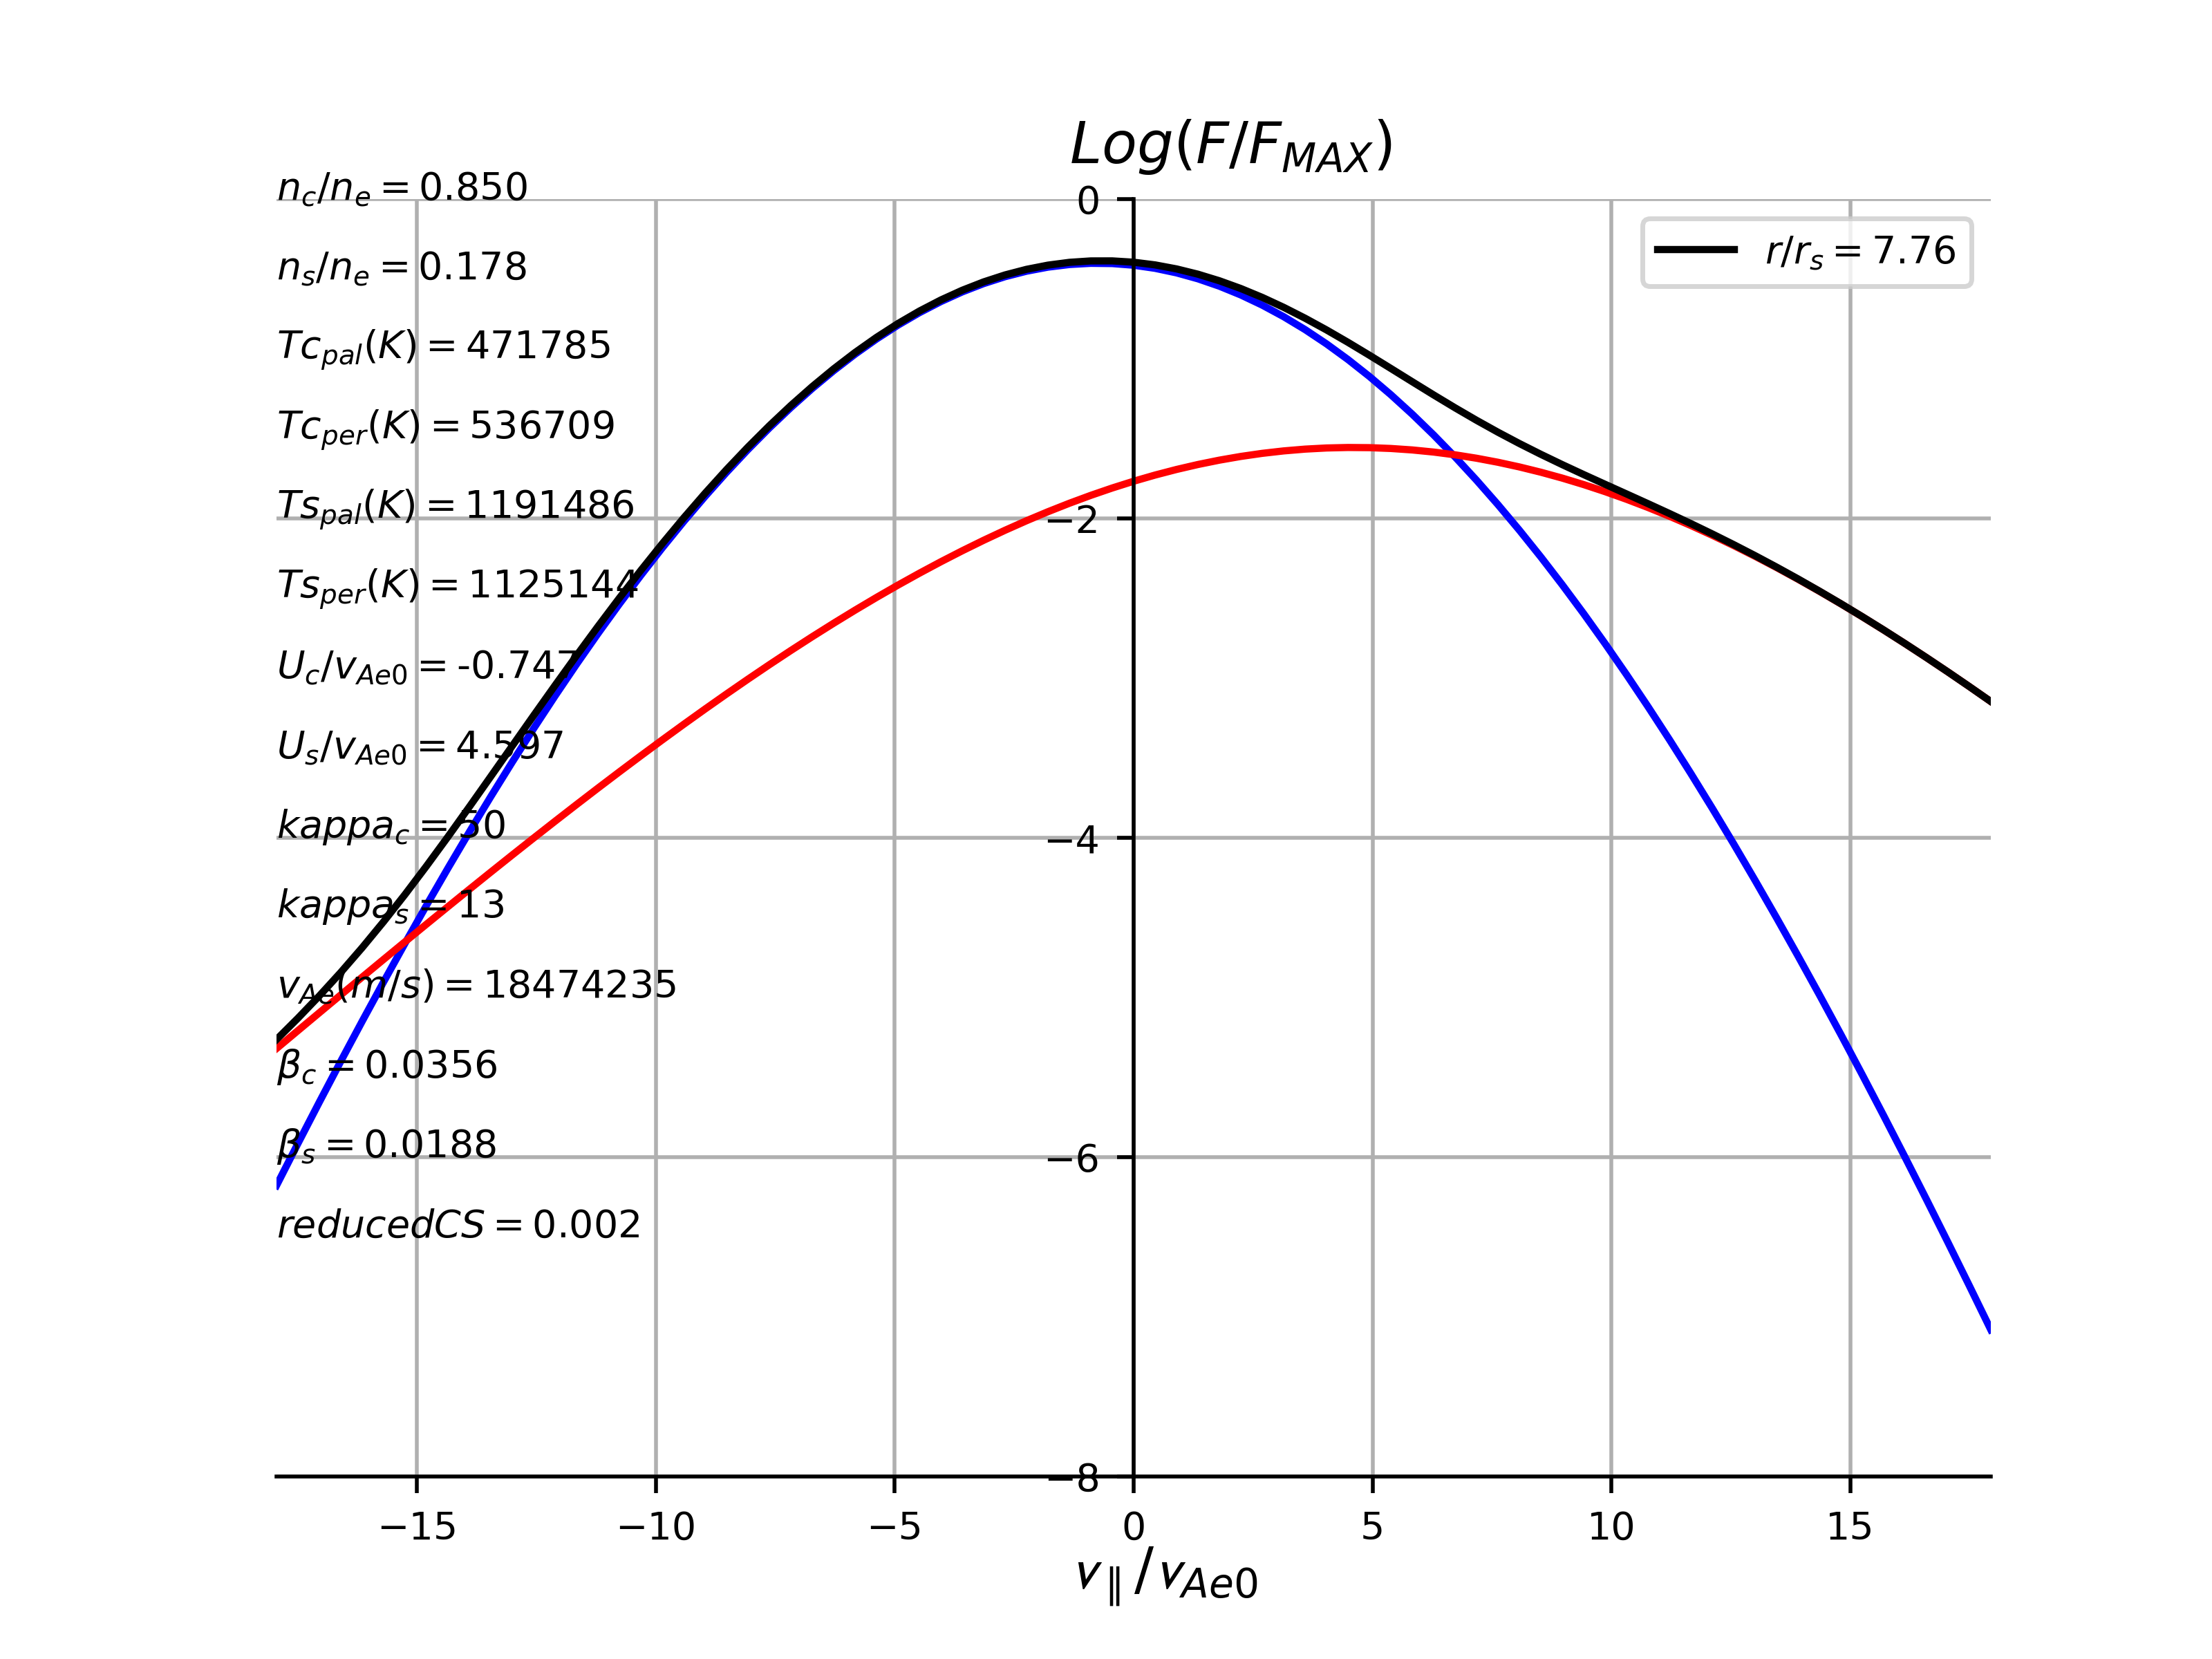 Log(F/F_MAX)
n_c/n_e = 0.850
n_s/n_e = 0.178
Tc_pal(K) = 471785
Tc_per(K) = 536709
Ts_pal(K) = 1191486
Ts_per(K) = 1125144
U_c/v_Ae0 = -0.747
U_s/v_Ae0 = 4.597
kappa_c = 50
kappa_s = 13
v_Ae(m/s) = 18474235
β_c = 0.0356
β_s = 0.0188
reducedCS = 0.002
r/r_s = 7.76
0
−2
−4
−6
−8
−15 −10 −5 0 5 10 15
v_∥/v_Ae0